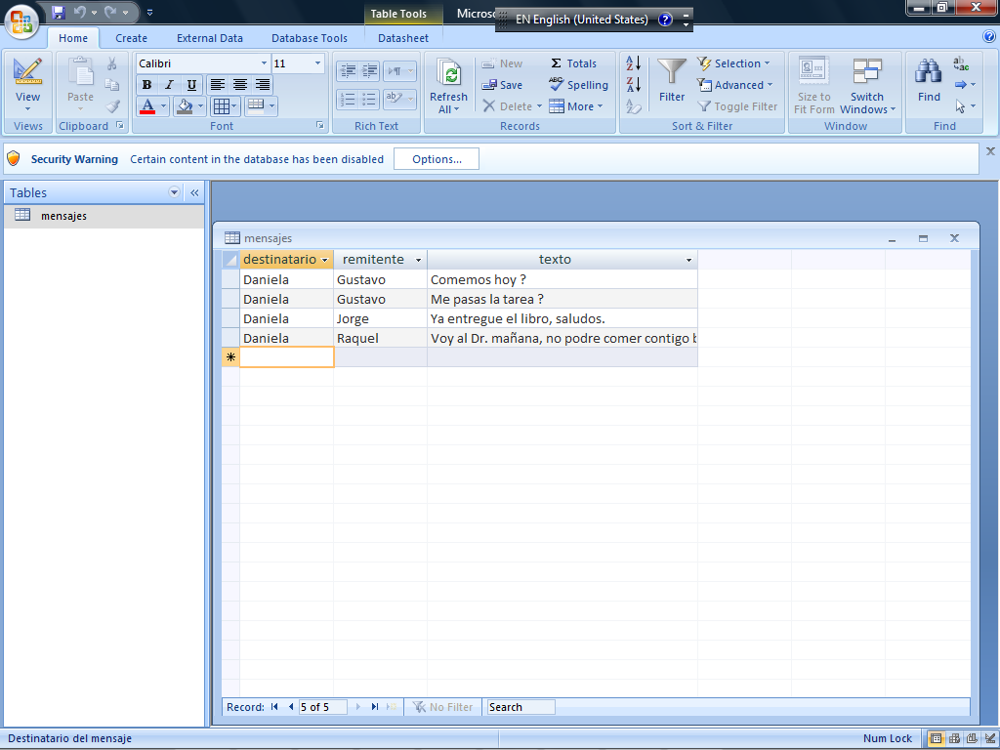 Table Tools Micros EN English (United States)
Home Create External Data Database Tools Datasheet
View Paste Calibri 11 B I U A Refresh All New Save Delete Totals Spelling More Filter Selection Advanced Toggle Filter Size to Fit Form Switch Windows Find
Views Clipboard Font Rich Text Records Sort & Filter Window Find
Security Warning Certain content in the database has been disabled Options...
Tables
mensajes
mensajes
destinatario remitente texto
Daniela Gustavo Comemos hoy ?
Daniela Gustavo Me pasas la tarea ?
Daniela Jorge Ya entregue el libro, saludos.
Daniela Raquel Voy al Dr. mañana, no podre comer contigo b
Record: 5 of 5 No Filter Search
Destinatario del mensaje Num Lock